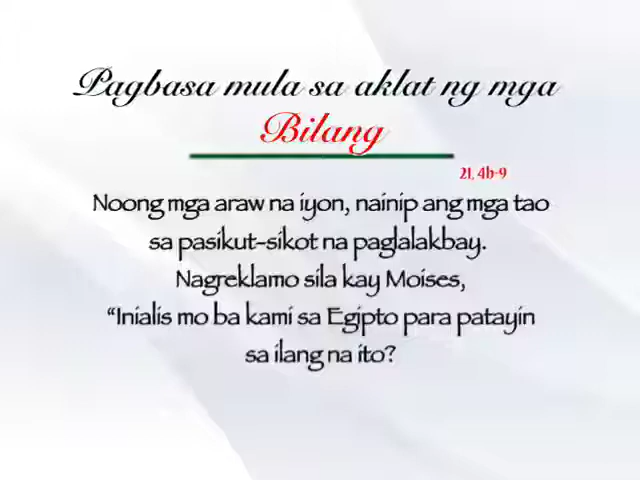 Pagbasa mula sa aklat ng mga
Bilang
21, 4b-9
Noong mga araw na iyon, nainip ang mga tao
sa pasikut-sikot na paglalakbay.
Nagreklamo sila kay Moises,
“Inialis mo ba kami sa Egipto para patayin
sa ilang na ito?